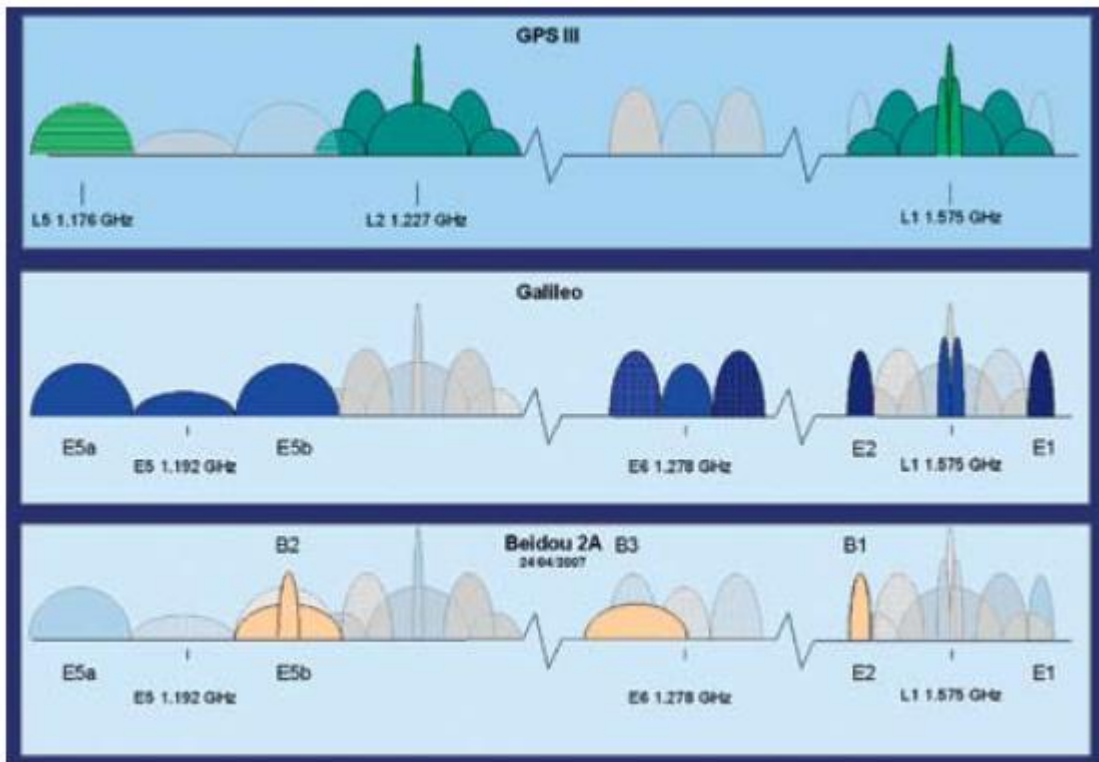 GPS III
L5 1.176 GHz
L2 1.227 GHz
L1 1.575 GHz
Galileo
E5a
E5b
E2
E1
E5 1.192 GHz
E6 1.278 GHz
L1 1.575 GHz
B2
Beidou 2A
B3
B1
24/04/2007
E5a
E5b
E2
E1
E5 1.192 GHz
E6 1.278 GHz
L1 1.575 GHz